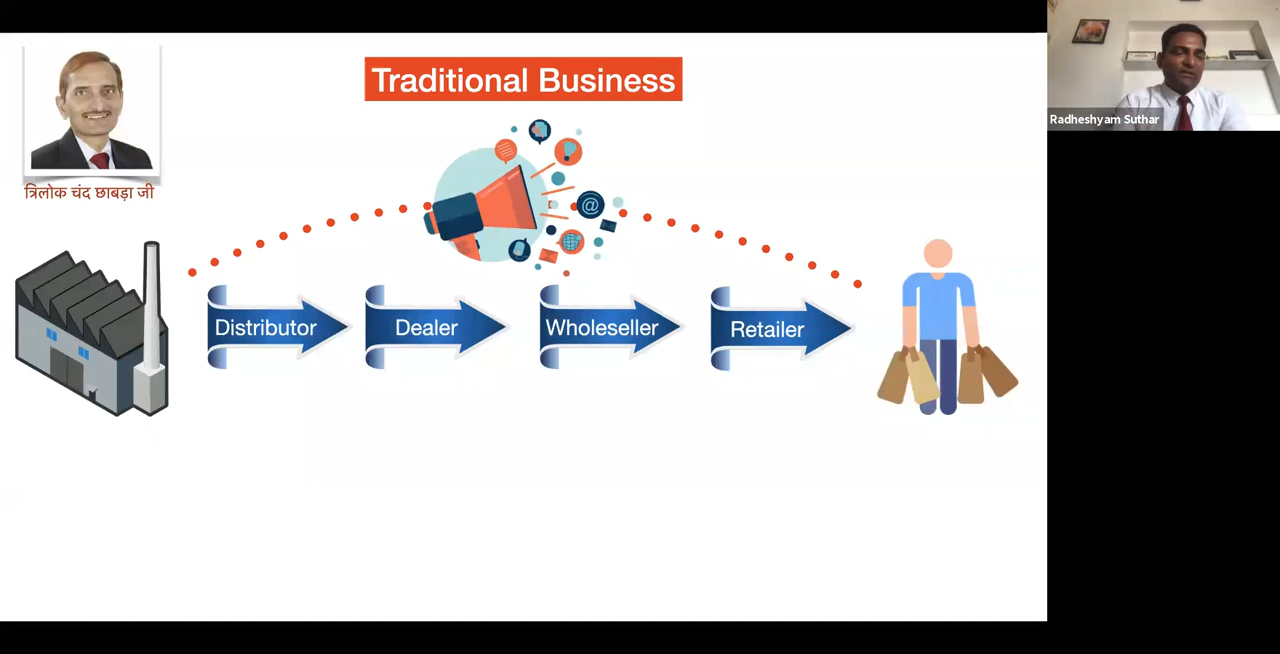 Traditional Business
त्रिलोक चंद छाबड़ा जी
Distributor
Dealer
Wholeseller
Retailer
@
Radheshyam Suthar